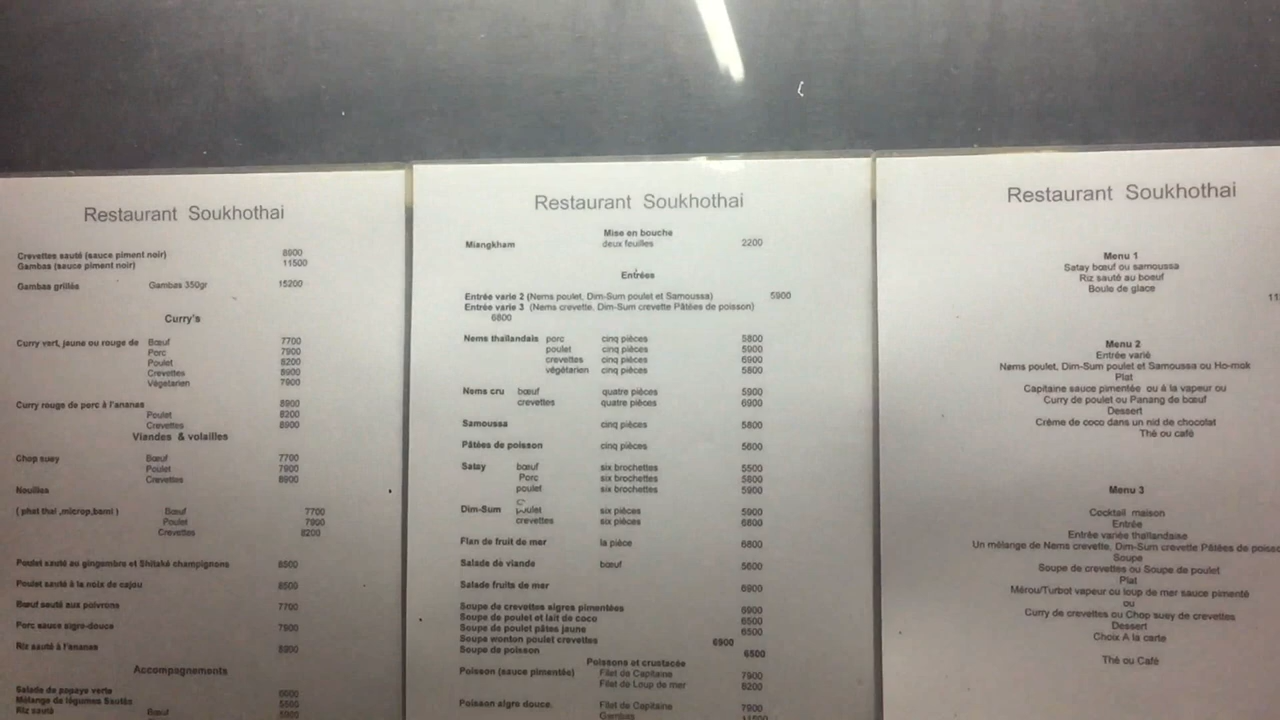 Restaurant Soukhothai
Crevettes sauté (sauce piment noir) 8900
Gambas (sauce piment noir) 11500
Gambas grillés Gambas 350gr 15200
Curry's
Curry vert, jaune ou rouge de Bœuf 7700
Porc 7900
Poulet 8200
Crevettes 8900
Végétarien 7900
Curry rouge de porc à l'ananas 8900
Poulet 8200
Crevettes 8900
Viandes & volailles
Chop suey Bœuf 7700
Poulet 7900
Crevettes 8900
Nouilles
( phat thai ,microp,bami ) Bœuf 7700
Poulet 7900
Crevettes 8200
Poulet sauté au gingembre et Shitaké champignons 8500
Poulet sauté à la noix de cajou 8500
Bœuf sauté aux poivrons 7700
Porc sauce aigre-douce 7900
Riz sauté à l'ananas 8900
Accompagnements
Salade de papaye verte 6000
Mélange de légumes Sautés 5500
Riz sauté Bœuf
Restaurant Soukhothai
Mise en bouche
Miangkham deux feuilles 2200
Entrées
Entrée varie 2 (Nems poulet, Dim-Sum poulet et Samoussa) 5900
Entrée varie 3 (Nems crevette, Dim-Sum crevette Pâtées de poisson)
6800
Nems thaïlandais porc cinq pièces 5800
poulet cinq pièces 5900
crevettes cinq pièces 6900
végétarien cinq pièces 5800
Nems cru bœuf quatre pièces 5900
crevettes quatre pièces 6900
Samoussa cinq pièces 5800
Pâtées de poisson cinq pièces 5800
Satay bœuf six brochettes 5500
Porc six brochettes 5800
poulet six brochettes 5900
Dim-Sum poulet six pièces 5900
crevettes six pièces 6800
Flan de fruit de mer la pièce 6800
Salade de viande bœuf 5600
Salade fruits de mer 6900
Soupe de crevettes aigres pimentées 6900
Soupe de poulet et lait de coco 6500
Soupe de poulet pâtes jaune 6500
Soupe wonton poulet crevettes 6900
Soupe de poisson 6500
Poissons et crustacée
Poisson (sauce pimentée) Filet de Capitaine 7900
Filet de Loup de mer 8200
Poisson aigre douce Filet de Capitaine 7900
Gambas 11500
Restaurant Soukhothai
Menu 1
Satay bœuf ou samoussa
Riz sauté au boeuf
Boule de glace
11
Menu 2
Entrée varié
Nems poulet, Dim-Sum poulet et Samoussa ou Ho-mok
Plat
Capitaine sauce pimentée ou à la vapeur ou
Curry de poulet ou Panang de bœuf
Dessert
Crème de coco dans un nid de chocolat
Thé ou café
Menu 3
Cocktail maison
Entrée
Entrée variée thaïlandaise
Un mélange de Nems crevette, Dim-Sum crevette Pâtées de poisso
Soupe
Soupe de crevettes ou Soupe de poulet
Plat
Mérou/Turbot vapeur ou loup de mer sauce pimenté
ou
Curry de crevettes ou Chop suey de crevettes
Dessert
Choix A la carte
Thé ou Café